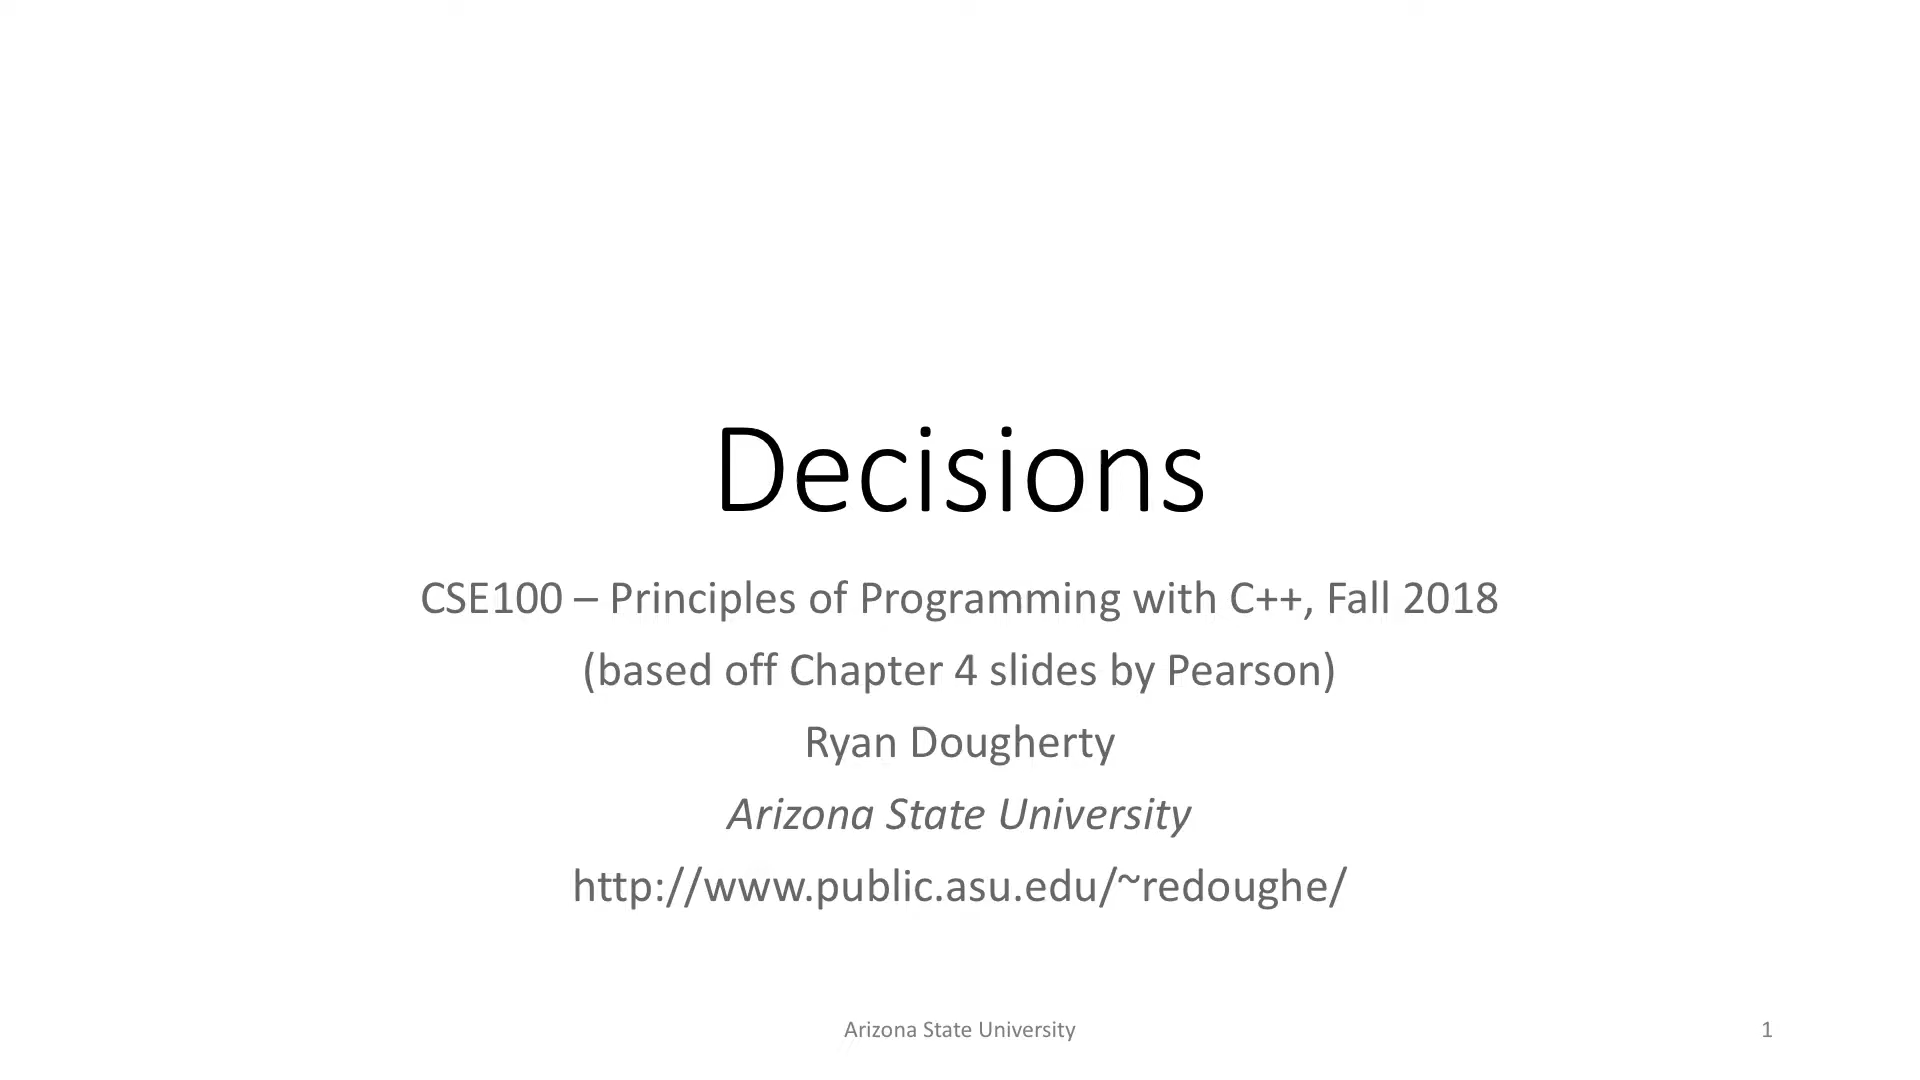 Decisions
CSE100 – Principles of Programming with C++, Fall 2018
(based off Chapter 4 slides by Pearson)
Ryan Dougherty
Arizona State University
http://www.public.asu.edu/~redoughe/
Arizona State University
1